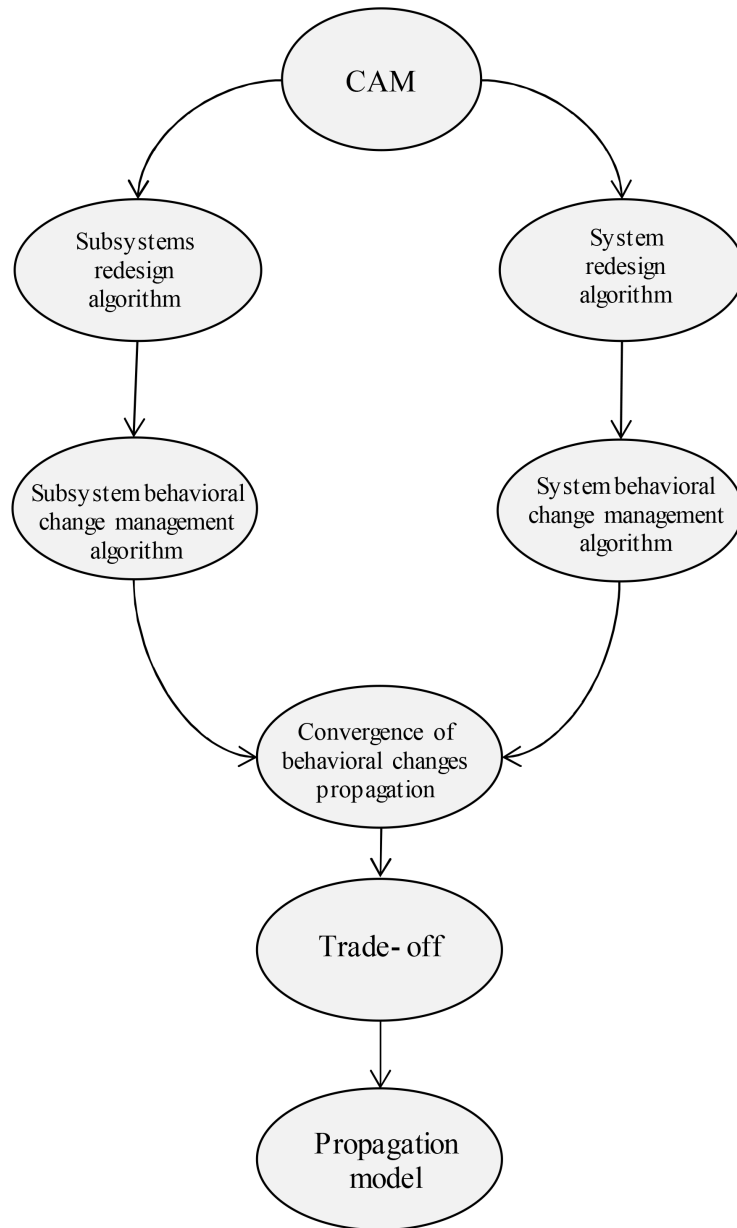 CAM
Subsystems
redesign
algorithm
System
redesign
algorithm
Subsystem behavioral
change management
algorithm
System behavioral
change management
algorithm
Convergence of
behavioral changes
propagation
Trade-off
Propagation
model